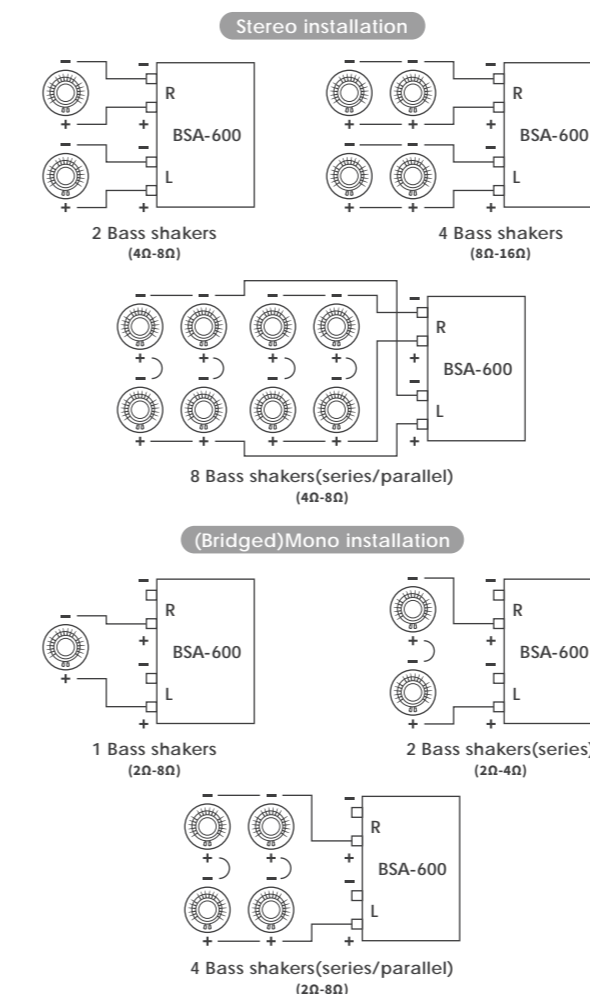 Stereo installation
R
BSA-600
L
2 Bass shakers
(4Ω-8Ω)
R
BSA-600
L
4 Bass shakers
(8Ω-16Ω)
R
BSA-600
L
8 Bass shakers(series/parallel)
(4Ω-8Ω)
(Bridged)Mono installation
R
BSA-600
L
1 Bass shakers
(2Ω-8Ω)
R
BSA-600
L
2 Bass shakers(series)
(2Ω-4Ω)
R
BSA-600
L
4 Bass shakers(series/parallel)
(2Ω-8Ω)